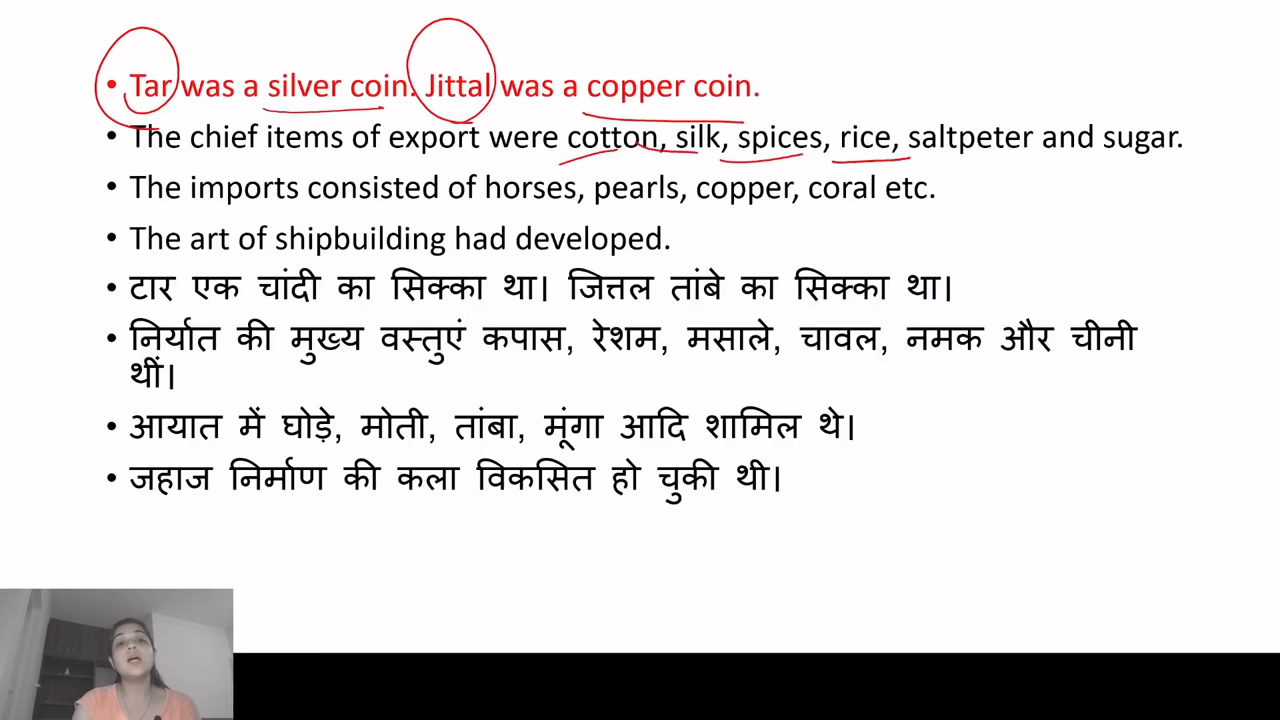 • Tar was a silver coin. Jittal was a copper coin.
• The chief items of export were cotton, silk, spices, rice, saltpeter and sugar.
• The imports consisted of horses, pearls, copper, coral etc.
• The art of shipbuilding had developed.
• टार एक चांदी का सिक्का था। जित्तल तांबे का सिक्का था।
• निर्यात की मुख्य वस्तुएं कपास, रेशम, मसाले, चावल, नमक और चीनी
थीं।
• आयात में घोड़े, मोती, तांबा, मूंगा आदि शामिल थे।
• जहाज निर्माण की कला विकसित हो चुकी थी।